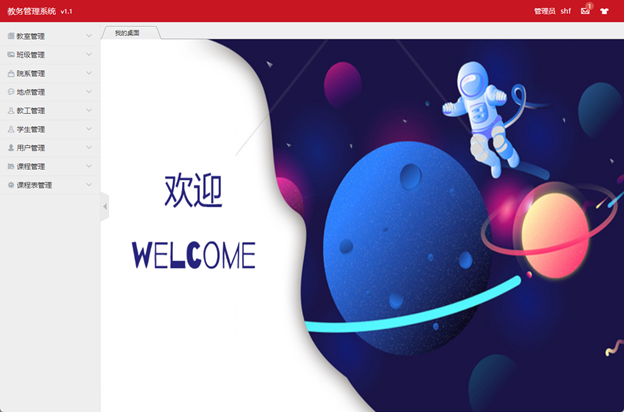 教务管理系统 v1.1
管理员 shf 1
我的桌面
教室管理
班级管理
院系管理
地点管理
教工管理
学生管理
用户管理
课程管理
课程表管理
欢迎
WELCOME